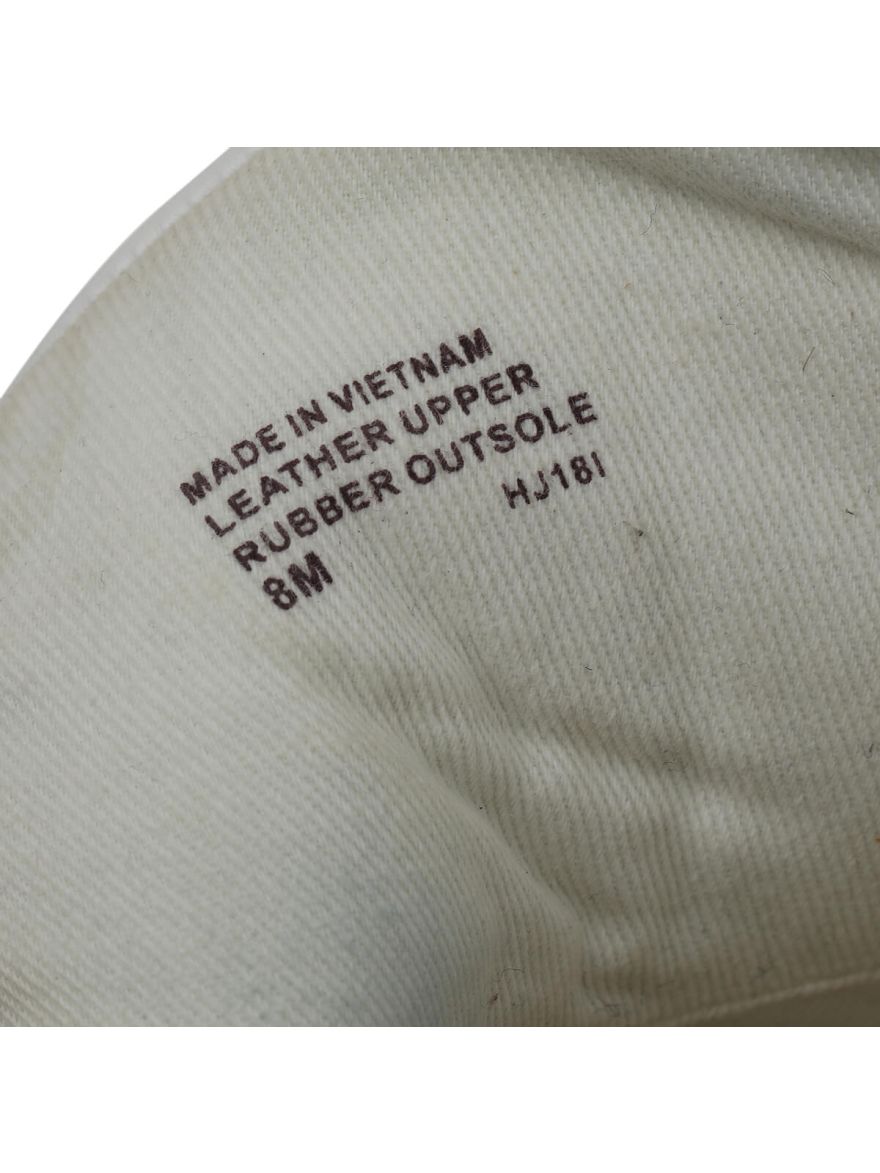 MADE IN VIETNAM
LEATHER UPPER
RUBBER OUTSOLE
HJ18I
8M